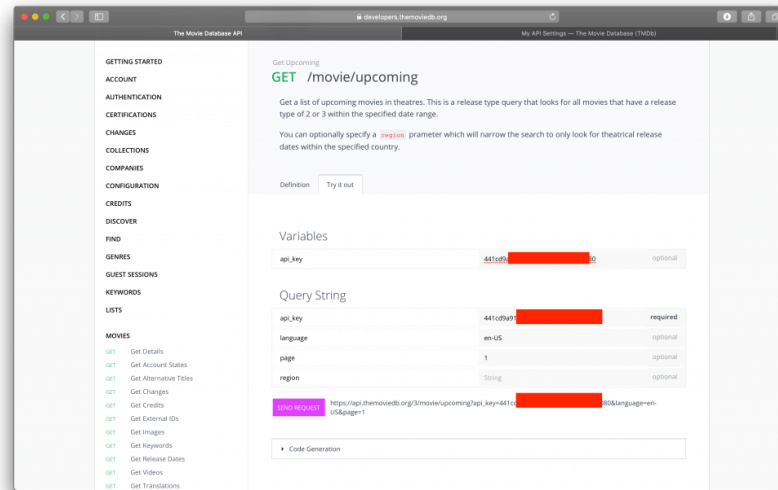 developers.themoviedb.org
The Movie Database API
My API Settings — The Movie Database (TMDb)
GETTING STARTED
ACCOUNT
AUTHENTICATION
CERTIFICATIONS
CHANGES
COLLECTIONS
COMPANIES
CONFIGURATION
CREDITS
DISCOVER
FIND
GENRES
GUEST SESSIONS
KEYWORDS
LISTS
MOVIES
GET Get Details
GET Get Account States
GET Get Alternative Titles
GET Get Changes
GET Get Credits
GET Get External IDs
GET Get Images
GET Get Keywords
GET Get Release Dates
GET Get Videos
GET Get Translations
Get Upcoming
GET /movie/upcoming
Get a list of upcoming movies in theatres. This is a release type query that looks for all movies that have a release
type of 2 or 3 within the specified date range.
You can optionally specify a region prameter which will narrow the search to only look for theatrical release
dates within the specified country.
Definition Try it out
Variables
api_key 441cd9 80 optional
Query String
api_key 441cd9a91 required
language en-US optional
page 1 optional
region String optional
SEND REQUEST https://api.themoviedb.org/3/movie/upcoming?api_key=441cc 080&language=en-
US&page=1
Code Generation